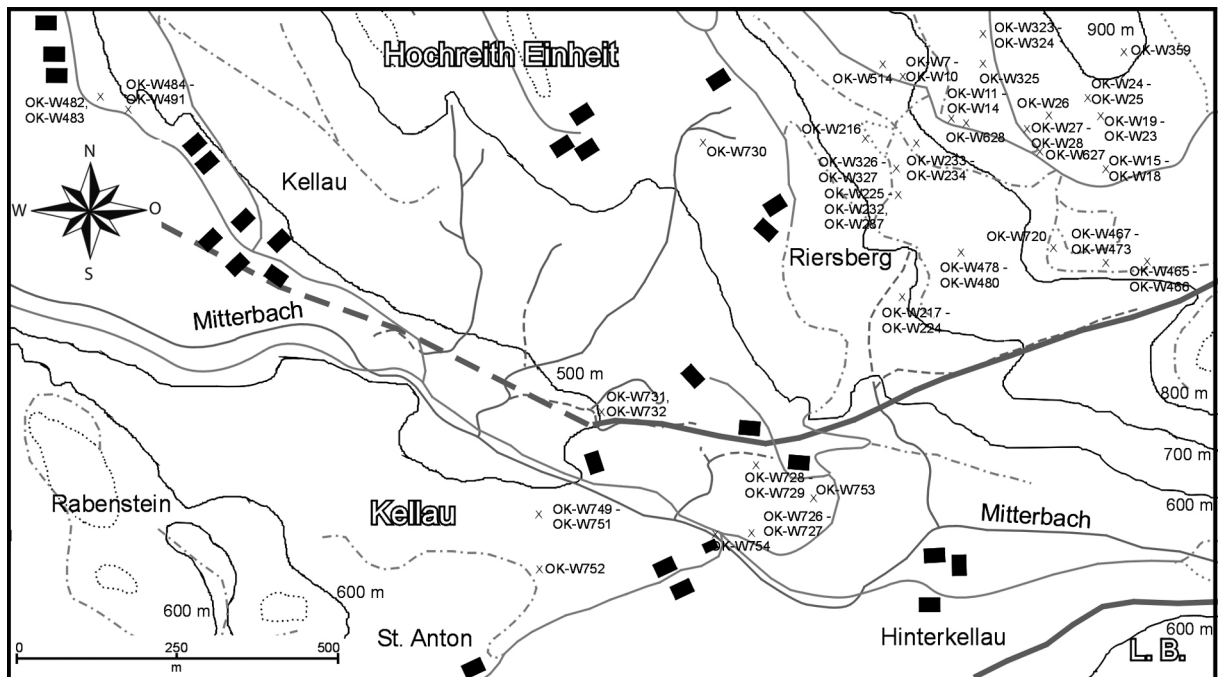 Hochreith Einheit
OK-W323 -
OK-W324
900 m
OK-W359
OK-W7 -
OK-W10
OK-W514
OK-W325
OK-W484 -
OK-W491
OK-W482,
OK-W483
OK-W11 -
OK-W14
OK-W24 -
OK-W25
OK-W26
OK-W19 -
OK-W23
OK-W216
OK-W628
OK-W27 -
OK-W28
OK-W627
OK-W730
OK-W326 -
OK-W327
OK-W233 -
OK-W234
OK-W15 -
OK-W18
OK-W225 -
OK-W232,
OK-W287
N
W
O
S
Kellau
OK-W720
OK-W467 -
OK-W473
Riersberg
OK-W478 -
OK-W480
OK-W465 -
OK-W466
Mitterbach
OK-W217 -
OK-W224
500 m
OK-W731,
OK-W732
800 m
700 m
OK-W728 -
OK-W729
OK-W753
600 m
Rabenstein
Kellau
OK-W749 -
OK-W751
OK-W726 -
OK-W727
Mitterbach
OK-W754
OK-W752
600 m
600 m
St. Anton
Hinterkellau
600 m
L. B.
0
250
500
m